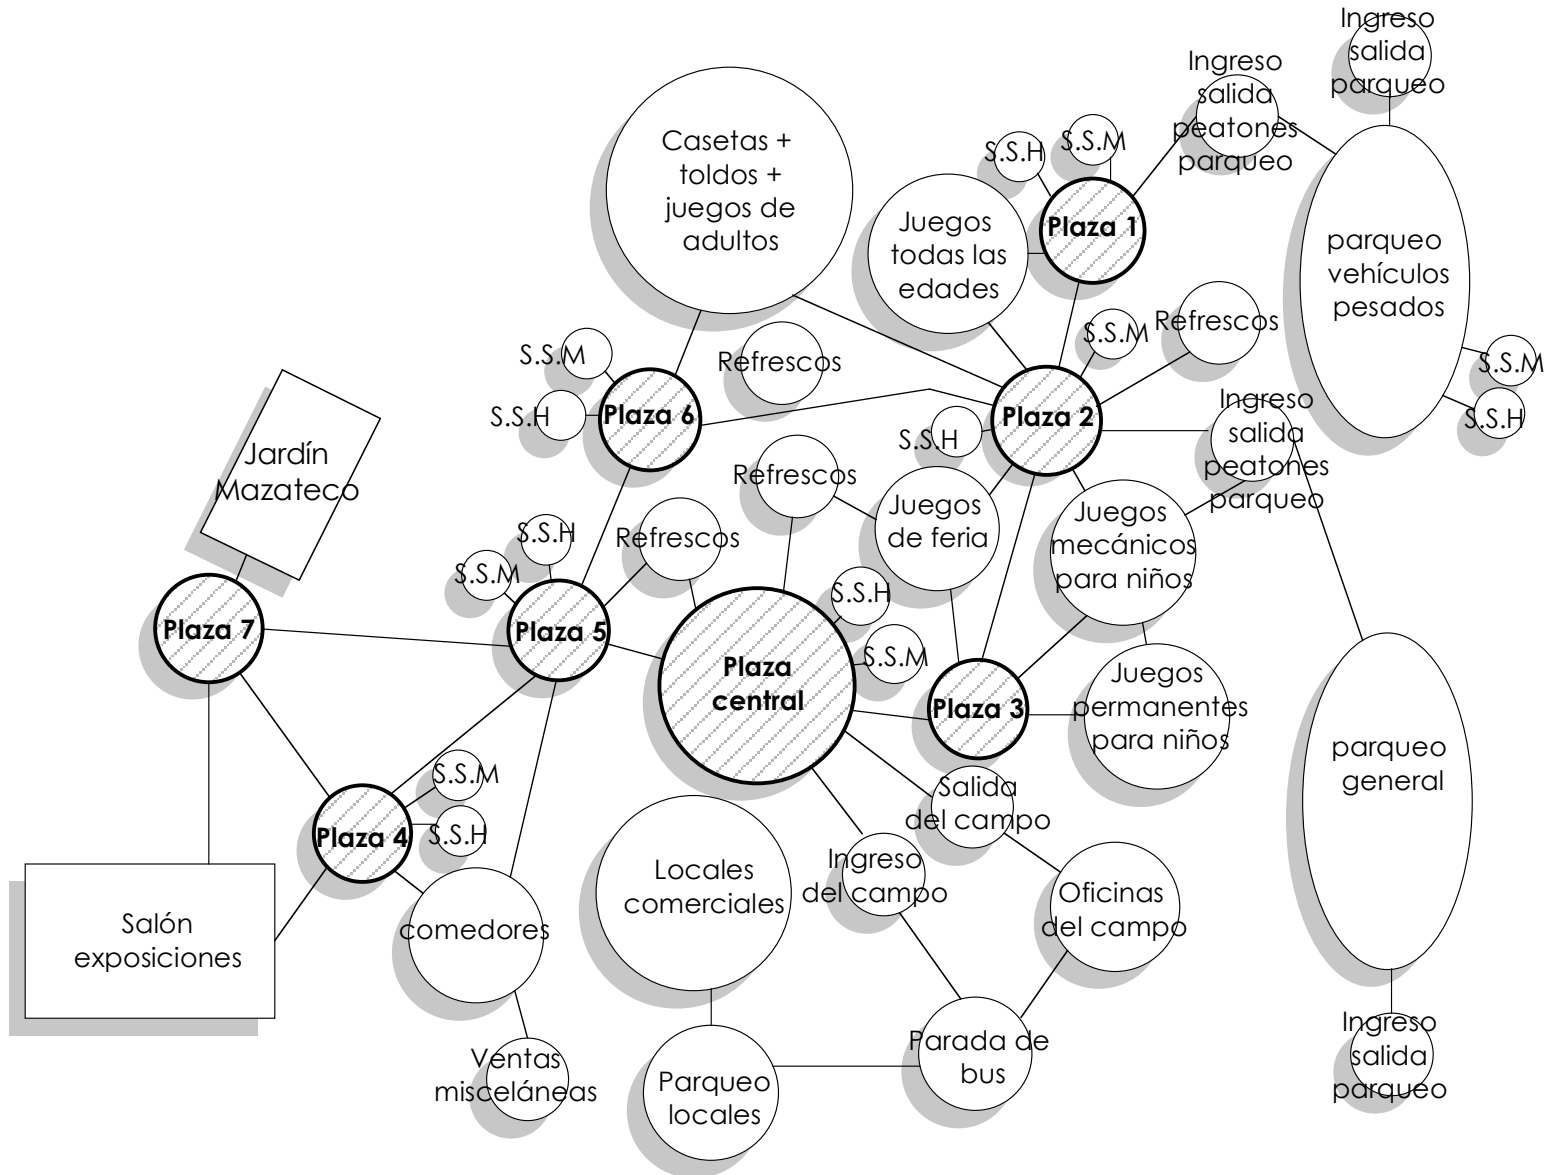 Ingreso
salida
parqueo
Ingreso
salida
peatones
parqueo
Casetas +
toldos +
juegos de
adultos
S.S.H
S.S.M
Plaza 1
Juegos
todas las
edades
parqueo
vehículos
pesados
S.S.M
Refrescos
S.S.M
Refrescos
S.S.M
S.S.H
Plaza 6
S.S.H
Plaza 2
Ingreso
salida
peatones
parqueo
S.S.H
Jardín
Mazateco
Refrescos
Juegos
de feria
Juegos
mecánicos
para niños
S.S.H
Refrescos
S.S.M
S.S.H
Plaza 7
Plaza 5
S.S.M
Plaza
central
Plaza 3
Juegos
permanentes
para niños
parqueo
general
S.S.M
S.S.H
Plaza 4
Salida
del campo
Ingreso
del campo
Locales
comerciales
Oficinas
del campo
Salón
exposiciones
comedores
Ventas
misceláneas
Parqueo
locales
Parada de
bus
Ingreso
salida
parqueo